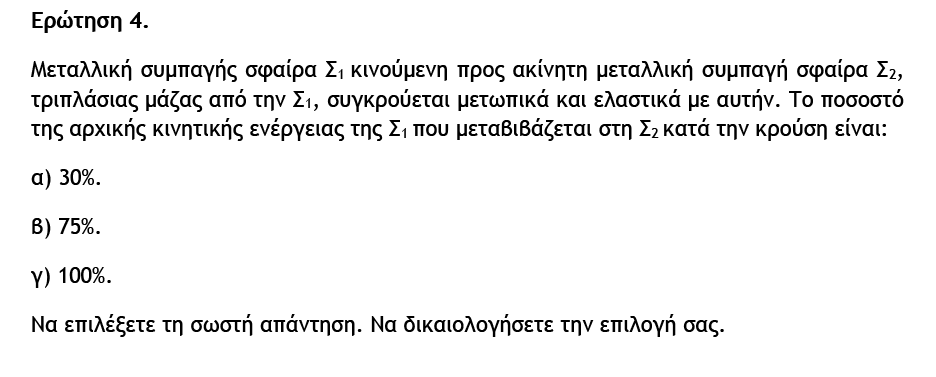 Ερώτηση 4.
Μεταλλική συμπαγής σφαίρα Σ₁ κινούμενη προς ακίνητη μεταλλική συμπαγή σφαίρα Σ₂,
τριπλάσιας μάζας από την Σ₁, συγκρούεται μετωπικά και ελαστικά με αυτήν. Το ποσοστό
της αρχικής κινητικής ενέργειας της Σ₁ που μεταβιβάζεται στη Σ₂ κατά την κρούση είναι:
α) 30%.
β) 75%.
γ) 100%.
Να επιλέξετε τη σωστή απάντηση. Να δικαιολογήσετε την επιλογή σας.